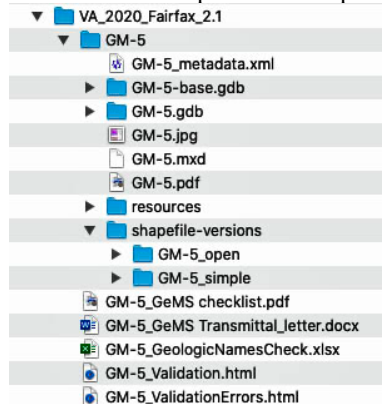 VA_2020_Fairfax_2.1
GM-5
GM-5_metadata.xml
GM-5-base.gdb
GM-5.gdb
GM-5.jpg
GM-5.mxd
GM-5.pdf
resources
shapefile-versions
GM-5_open
GM-5_simple
GM-5_GeMS checklist.pdf
GM-5_GeMS Transmittal_letter.docx
GM-5_GeologicNamesCheck.xlsx
GM-5_Validation.html
GM-5_ValidationErrors.html